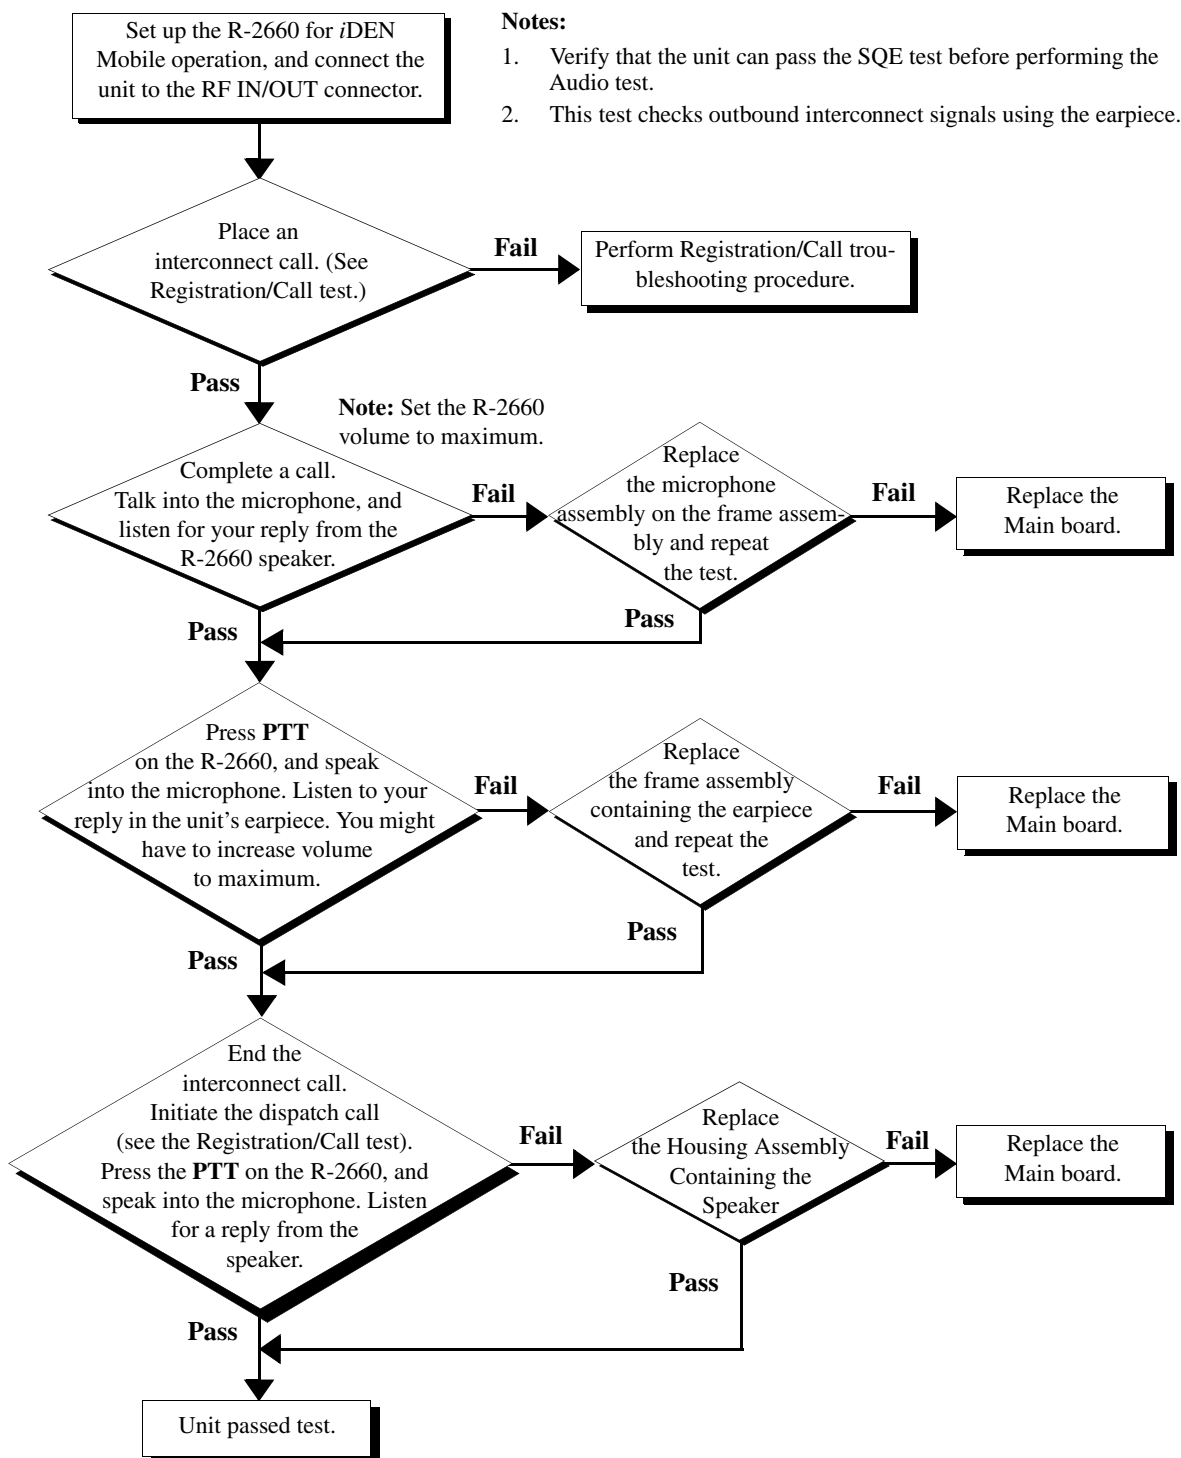 Set up the R-2660 for iDEN
Mobile operation, and connect the
unit to the RF IN/OUT connector.
Notes:
1. Verify that the unit can pass the SQE test before performing the
Audio test.
2. This test checks outbound interconnect signals using the earpiece.
Place an
interconnect call. (See
Registration/Call test.)
Fail
Perform Registration/Call trou-
bleshooting procedure.
Pass
Note: Set the R-2660
volume to maximum.
Complete a call.
Talk into the microphone, and
listen for your reply from the
R-2660 speaker.
Fail
Replace
the microphone
assembly on the frame assem-
bly and repeat
the test.
Fail
Replace the
Main board.
Pass
Pass
Press PTT
on the R-2660, and speak
into the microphone. Listen to your
reply in the unit's earpiece. You might
have to increase volume
to maximum.
Fail
Replace
the frame assembly
containing the earpiece
and repeat the
test.
Fail
Replace the
Main board.
Pass
Pass
End the
interconnect call.
Initiate the dispatch call
(see the Registration/Call test).
Press the PTT on the R-2660, and
speak into the microphone. Listen
for a reply from the
speaker.
Fail
Replace
the Housing Assembly
Containing the
Speaker
Fail
Replace the
Main board.
Pass
Pass
Unit passed test.